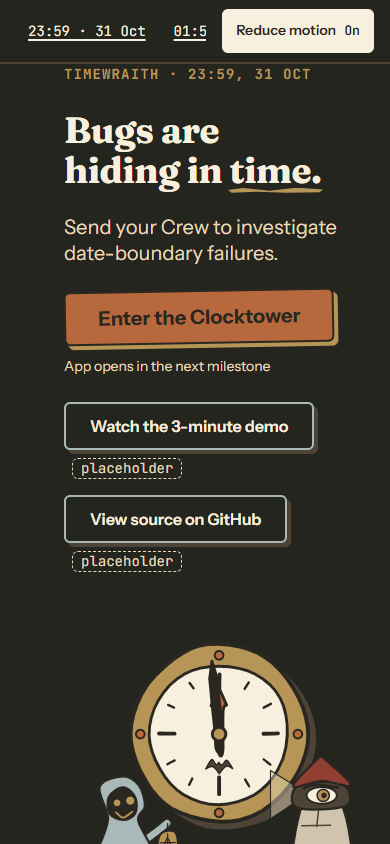 23:59 · 31 Oct 01:5
Reduce motion On
TIMEWRAITH · 23:59, 31 OCT
Bugs are
hiding in time.
Send your Crew to investigate
date-boundary failures.
Enter the Clocktower
App opens in the next milestone
Watch the 3-minute demo
placeholder
View source on GitHub
placeholder